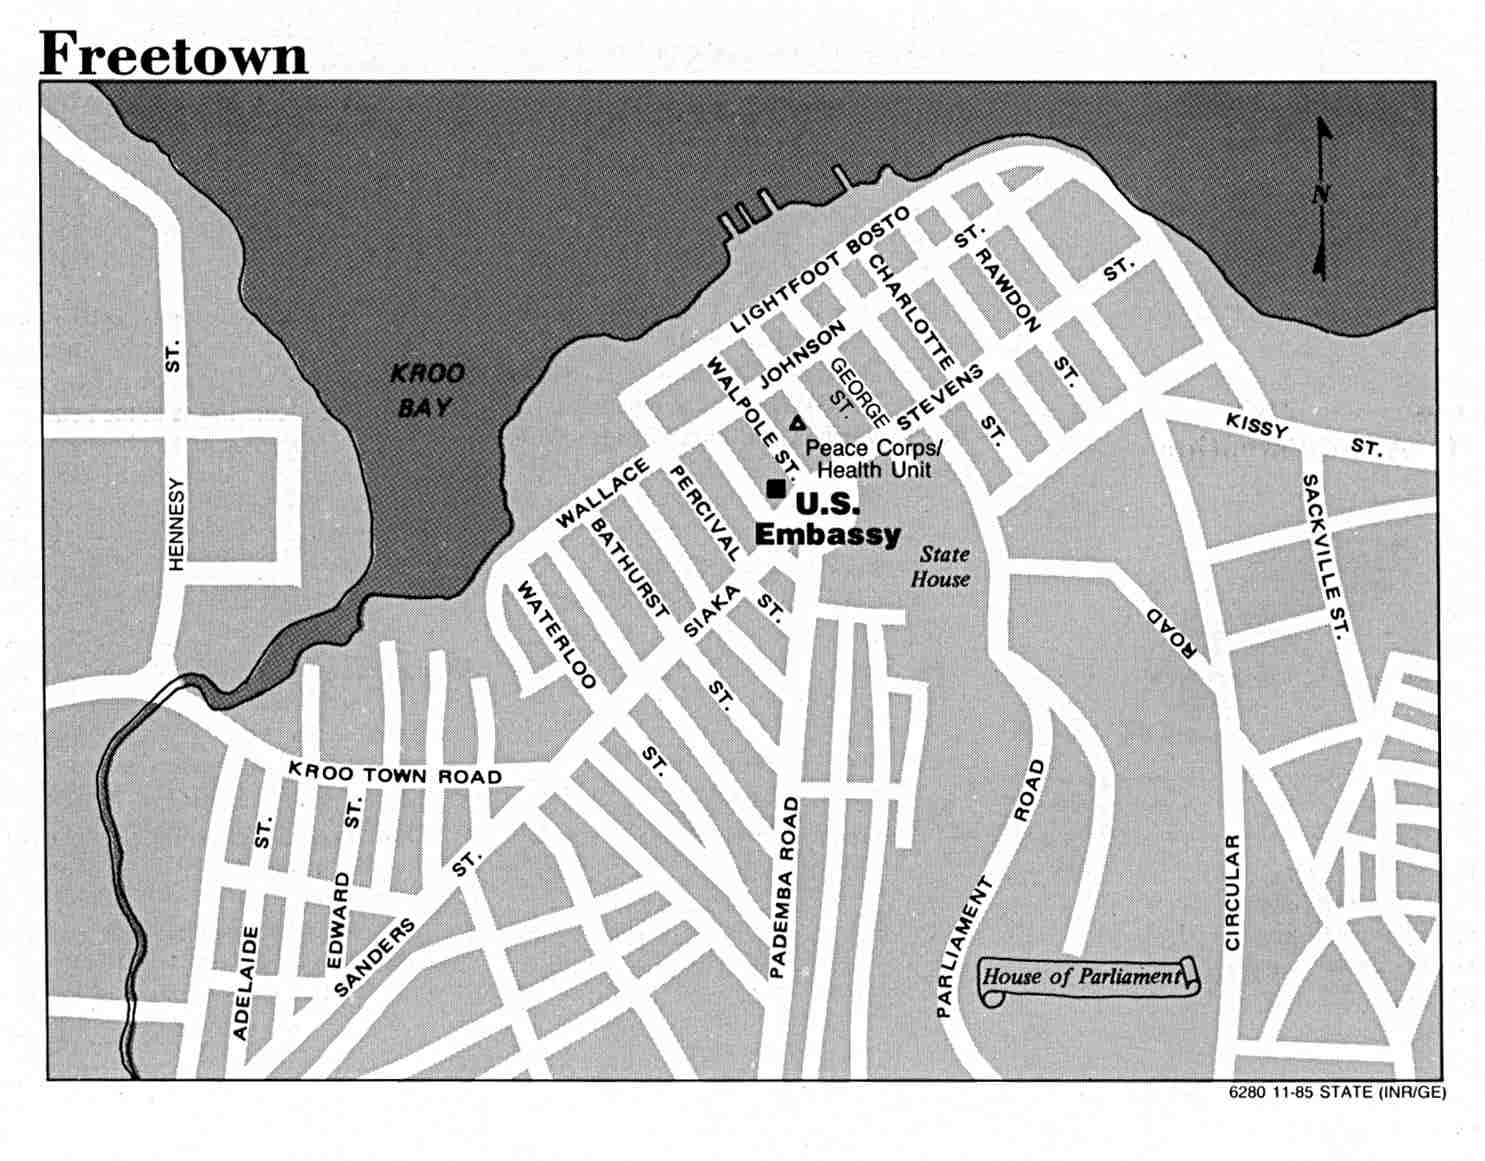 Freetown
N
KROO
BAY
HENNESY ST.
LIGHTFOOT BOSTO
WALLACE JOHNSON ST.
CHARLOTTE ST.
RAWDON ST.
GEORGE
ST.
WALPOLE ST.
SIAKA STEVENS ST.
PERCIVAL ST.
BATHURST ST.
WATERLOO ST.
Peace Corps/
Health Unit
U.S.
Embassy
State
House
KISSY ST.
SACKVILLE ST.
CIRCULAR ROAD
KROO TOWN ROAD
ADELAIDE ST.
EDWARD ST.
SANDERS ST.
PADEMBA ROAD
PARLIAMENT ROAD
House of Parliament
6280 11-85 STATE (INR/GE)